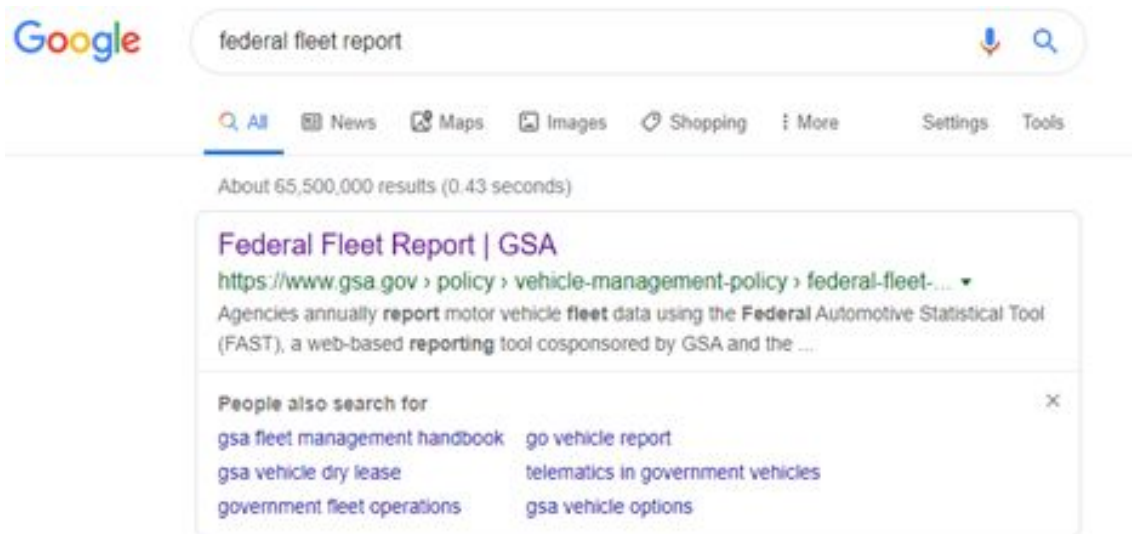 Google federal fleet report
All News Maps Images Shopping More Settings Tools
About 65,500,000 results (0.43 seconds)
Federal Fleet Report | GSA
https://www.gsa.gov › policy › vehicle-management-policy › federal-fleet-...
Agencies annually report motor vehicle fleet data using the Federal Automotive Statistical Tool
(FAST), a web-based reporting tool cosponsored by GSA and the ...
People also search for
gsa fleet management handbook go vehicle report
gsa vehicle dry lease telematics in government vehicles
government fleet operations gsa vehicle options